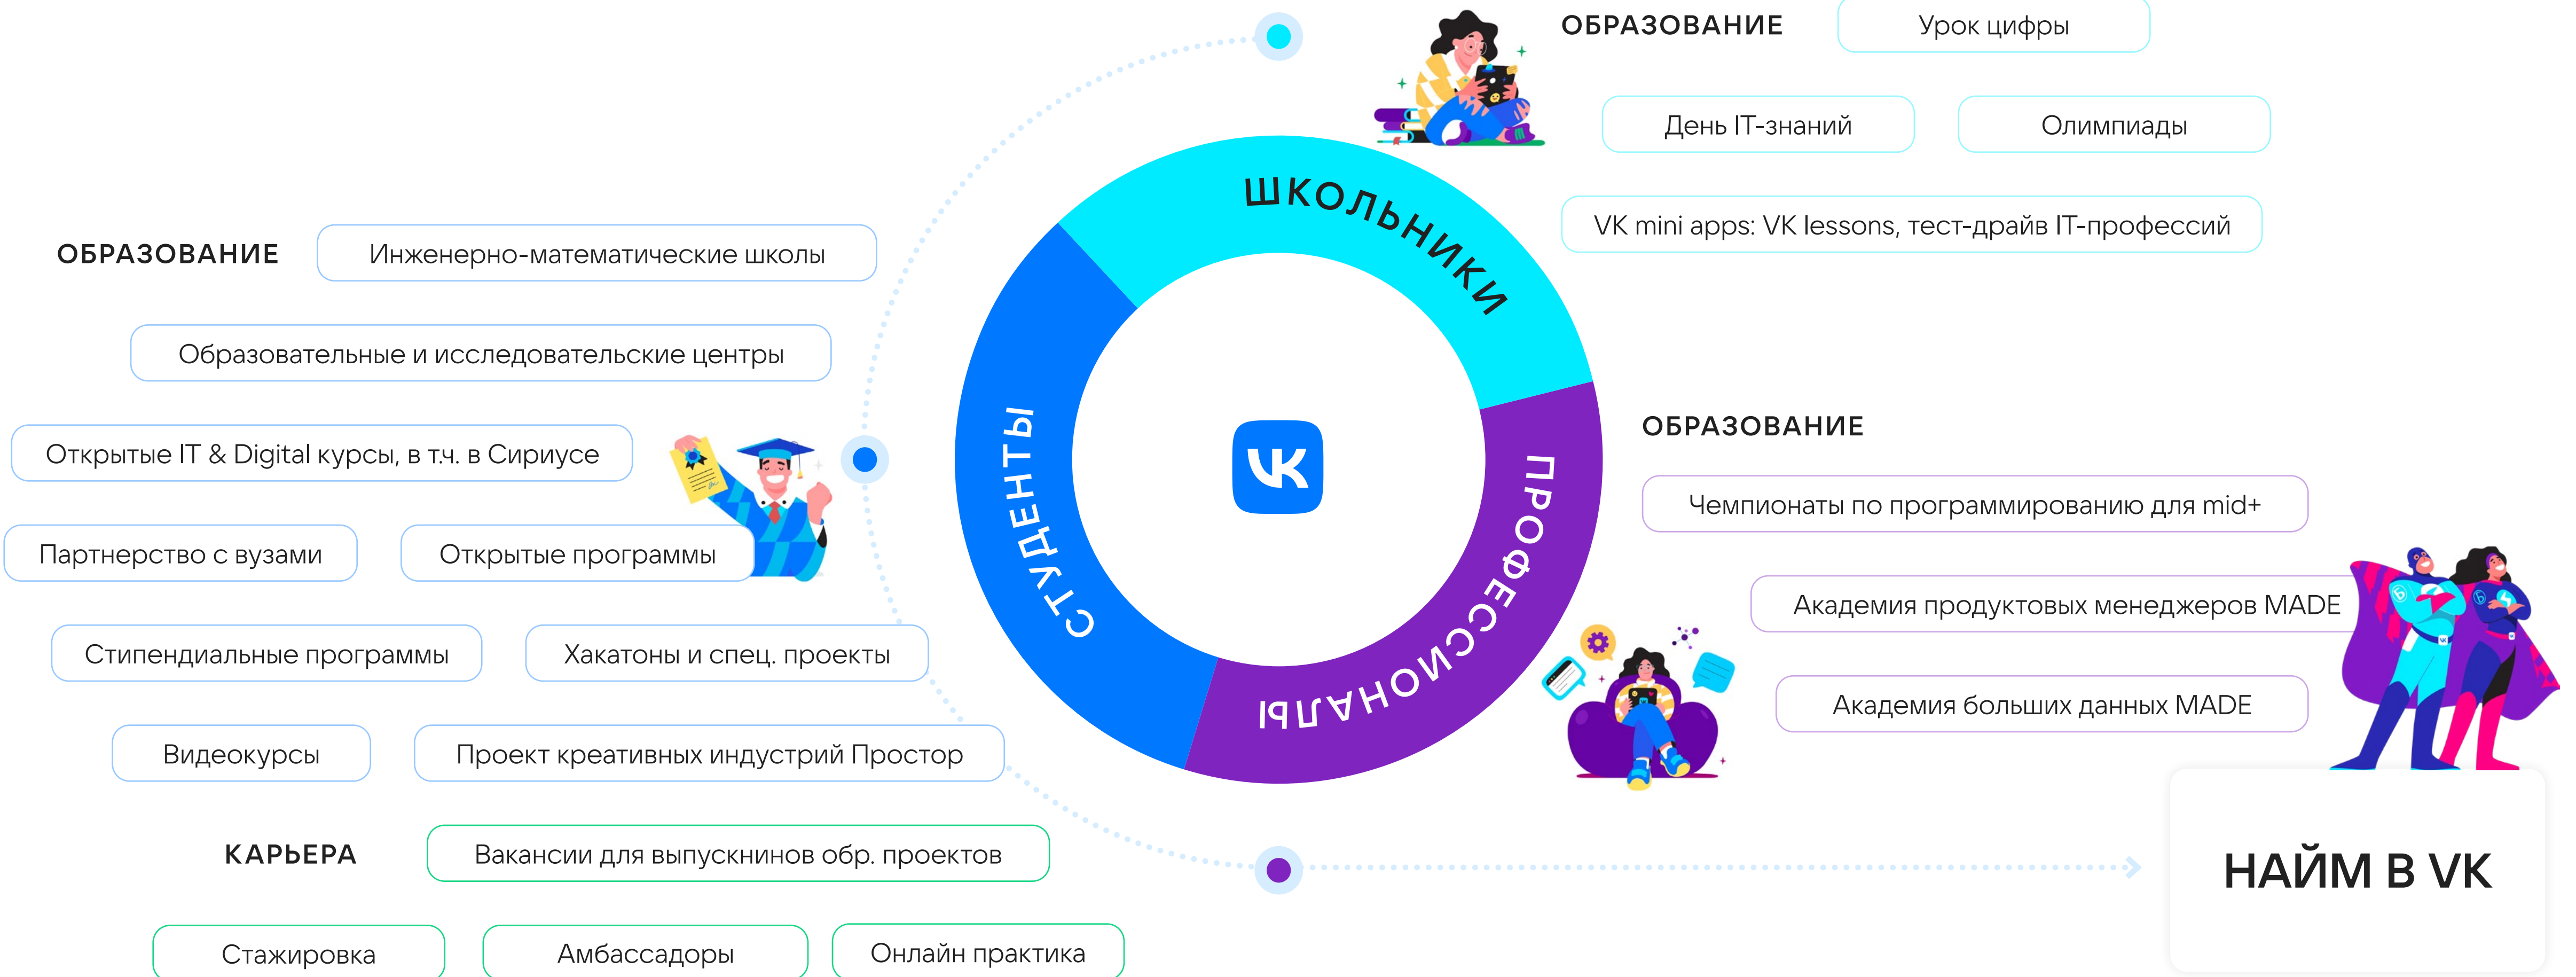 ОБРАЗОВАНИЕ
Урок цифры
День IT-знаний
Олимпиады
VK mini apps: VK lessons, тест-драйв IT-профессий
ШКОЛЬНИКИ
ОБРАЗОВАНИЕ
Инженерно-математические школы
Образовательные и исследовательские центры
Открытые IT & Digital курсы, в т.ч. в Сириусе
Партнерство с вузами
Открытые программы
Стипендиальные программы
Хакатоны и спец. проекты
Видеокурсы
Проект креативных индустрий Простор
КАРЬЕРА
Вакансии для выпускнинов обр. проектов
Стажировка
Амбассадоры
Онлайн практика
СТУДЕНТЫ
VK
ПРОФЕССИОНАЛЫ
ОБРАЗОВАНИЕ
Чемпионаты по программированию для mid+
Академия продуктовых менеджеров MADE
Академия больших данных MADE
НАЙМ В VK